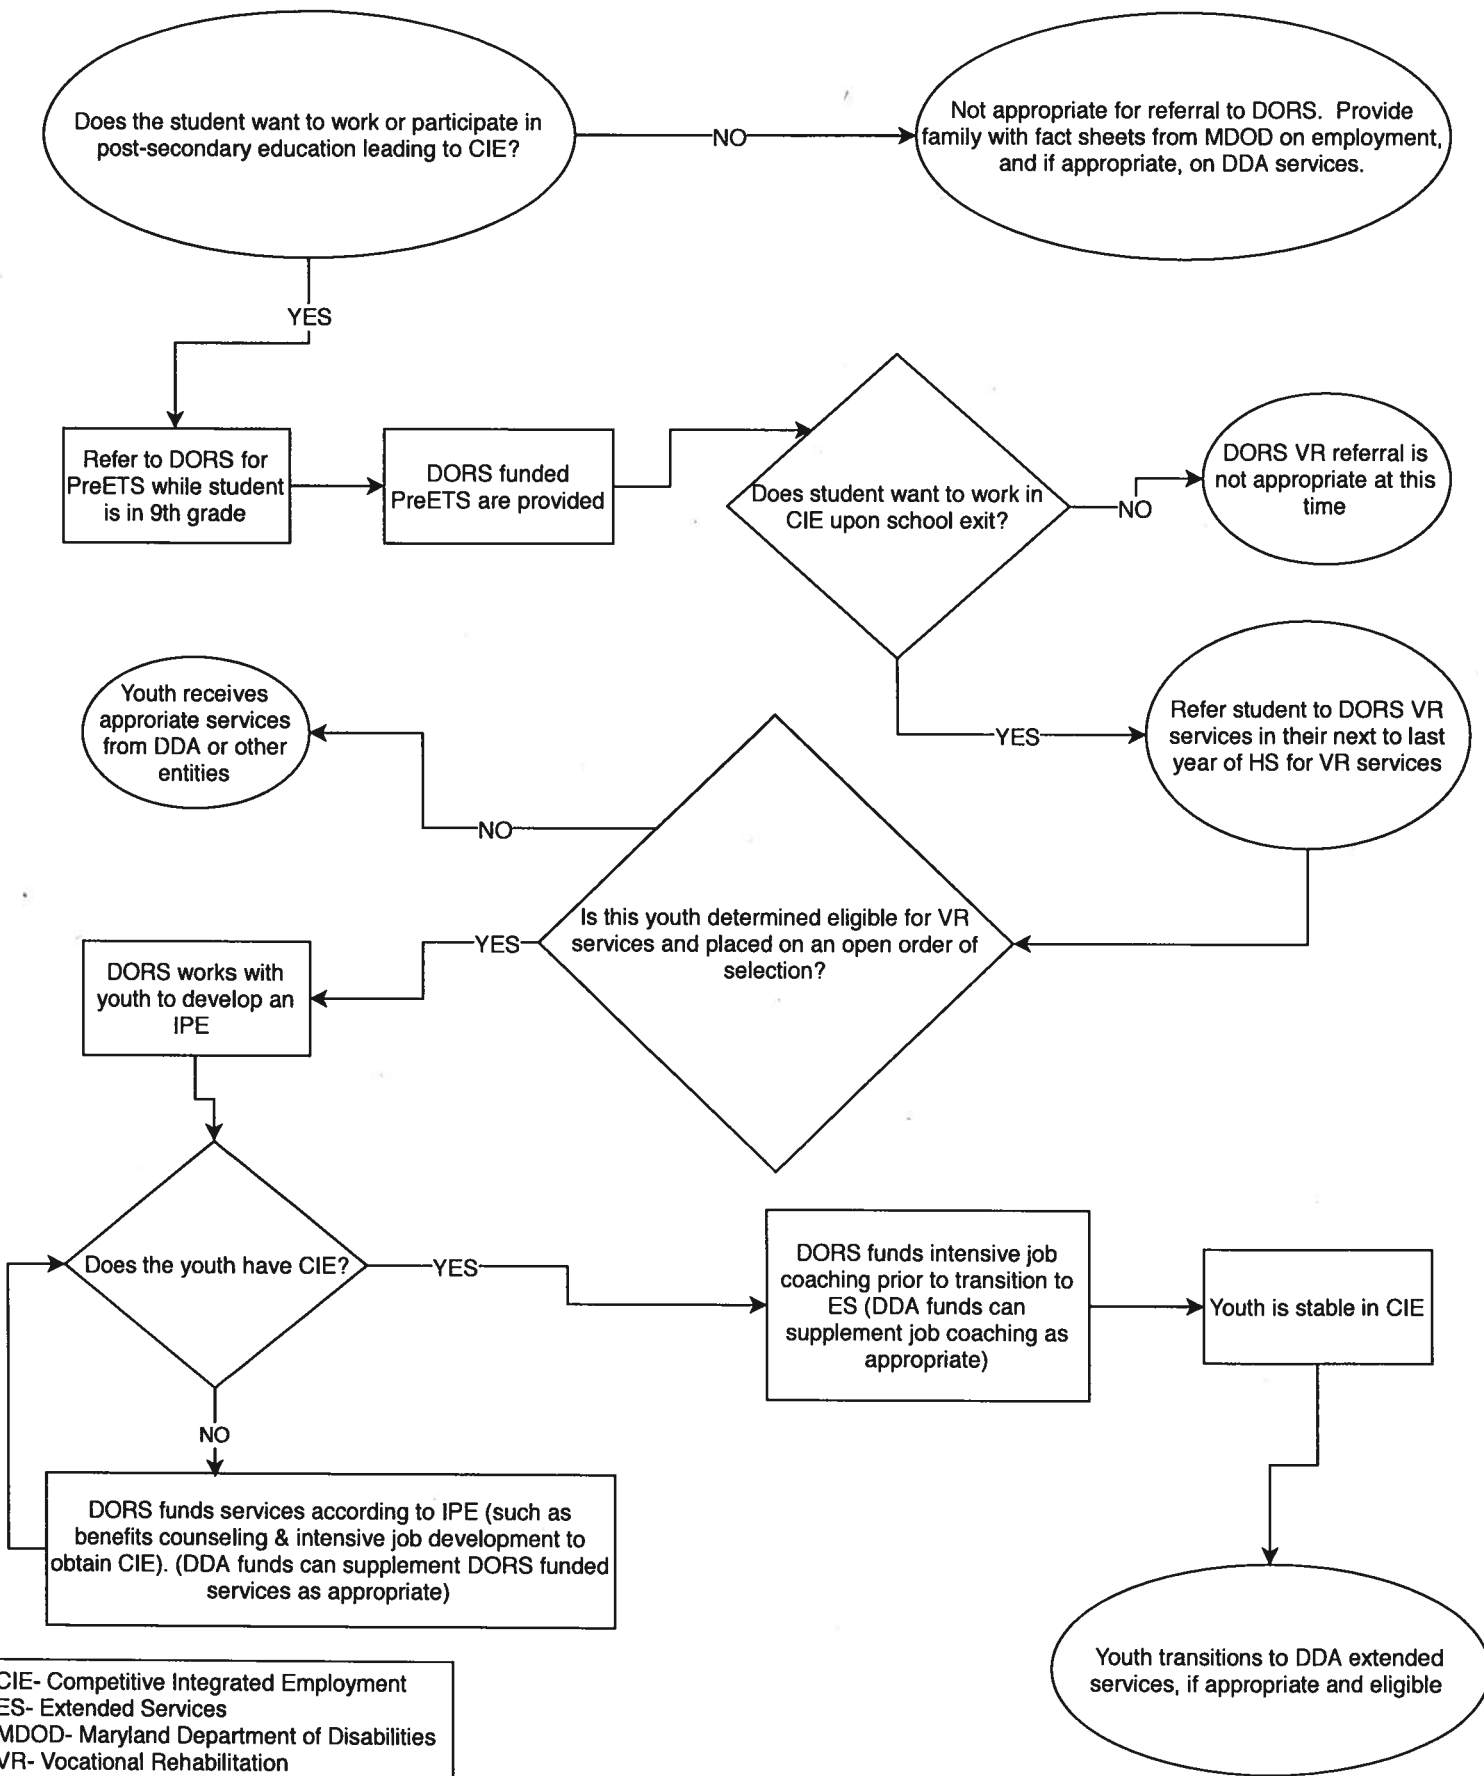 Does the student want to work or participate in
post-secondary education leading to CIE?
NO
Not appropriate for referral to DORS.  Provide
family with fact sheets from MDOD on employment,
and if appropriate, on DDA services.
YES
Refer to DORS for
PreETS while student
is in 9th grade
DORS funded
PreETS are provided
Does student want to work in
CIE upon school exit?
NO
DORS VR referral is
not appropriate at this
time
YES
Refer student to DORS VR
services in their next to last
year of HS for VR services
Is this youth determined eligible for VR
services and placed on an open order of
selection?
NO
Youth receives
approriate services
from DDA or other
entities
YES
DORS works with
youth to develop an
IPE
Does the youth have CIE?
YES
DORS funds intensive job
coaching prior to transition to
ES (DDA funds can
supplement job coaching as
appropriate)
Youth is stable in CIE
NO
DORS funds services according to IPE (such as
benefits counseling & intensive job development to
obtain CIE). (DDA funds can supplement DORS funded
services as appropriate)
Youth transitions to DDA extended
services, if appropriate and eligible
CIE- Competitive Integrated Employment
ES- Extended Services
MDOD- Maryland Department of Disabilities
VR- Vocational Rehabilitation